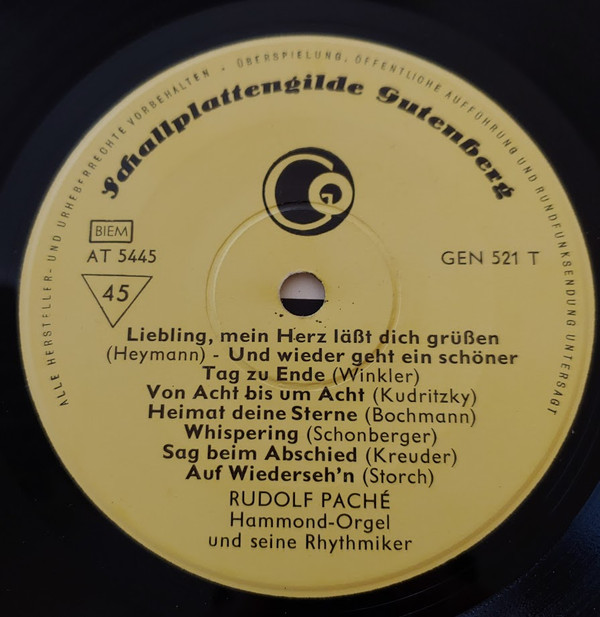 ALLE HERSTELLER- UND URHEBERRECHTE VORBEHALTEN - ÜBERSPIELUNG, ÖFFENTLICHE AUFFÜHRUNG UND RUNDFUNKSENDUNG UNTERSAGT
Schallplattengilde Gutenberg
G
BIEM
AT 5445
GEN 521 T
45
Liebling, mein Herz läßt dich grüßen
(Heymann) - Und wieder geht ein schöner
Tag zu Ende (Winkler)
Von Acht bis um Acht (Kudritzky)
Heimat deine Sterne (Bochmann)
Whispering (Schonberger)
Sag beim Abschied (Kreuder)
Auf Wiederseh'n (Storch)
RUDOLF PACHÉ
Hammond-Orgel
und seine Rhythmiker